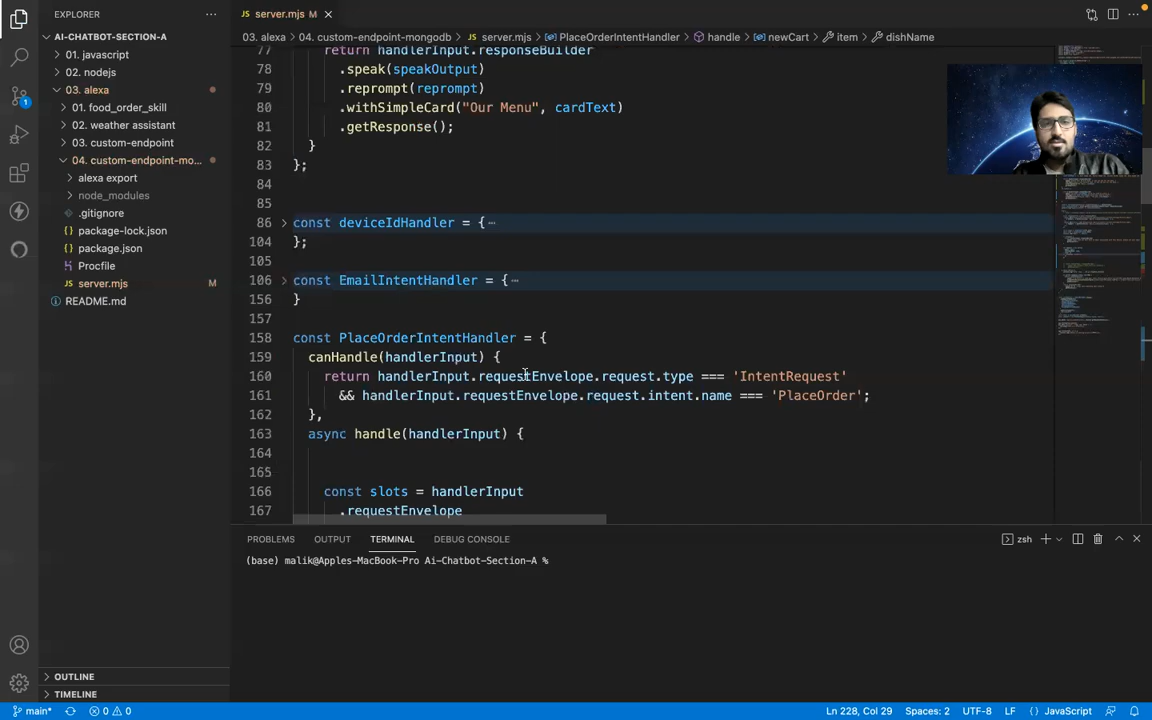 EXPLORER
server.mjs M
AI-CHATBOT-SECTION-A
03. alexa > 04. custom-endpoint-mongodb > server.mjs > PlaceOrderIntentHandler > handle > newCart > item > dishName
01. javascript
02. nodejs
03. alexa
01. food_order_skill
02. weather assistant
03. custom-endpoint
04. custom-endpoint-mo...
alexa export
node_modules
.gitignore
package-lock.json
package.json
Procfile
server.mjs M
README.md
77 return handlerInput.responseBuilder
78 .speak(speakOutput)
79 .reprompt(reprompt)
80 .withSimpleCard("Our Menu", cardText)
81 .getResponse();
82 }
83 };
84
85
86 const deviceIdHandler = {
104 };
105
106 const EmailIntentHandler = {
156 }
157
158 const PlaceOrderIntentHandler = {
159 canHandle(handlerInput) {
160 return handlerInput.requestEnvelope.request.type === 'IntentRequest'
161 && handlerInput.requestEnvelope.request.intent.name === 'PlaceOrder';
162 },
163 async handle(handlerInput) {
164
165
166 const slots = handlerInput
167 .requestEnvelope
PROBLEMS OUTPUT TERMINAL DEBUG CONSOLE
zsh
(base) malik@Apples-MacBook-Pro Ai-Chatbot-Section-A %
OUTLINE
TIMELINE
main* 0 0 Ln 228, Col 29 Spaces: 2 UTF-8 LF {} JavaScript